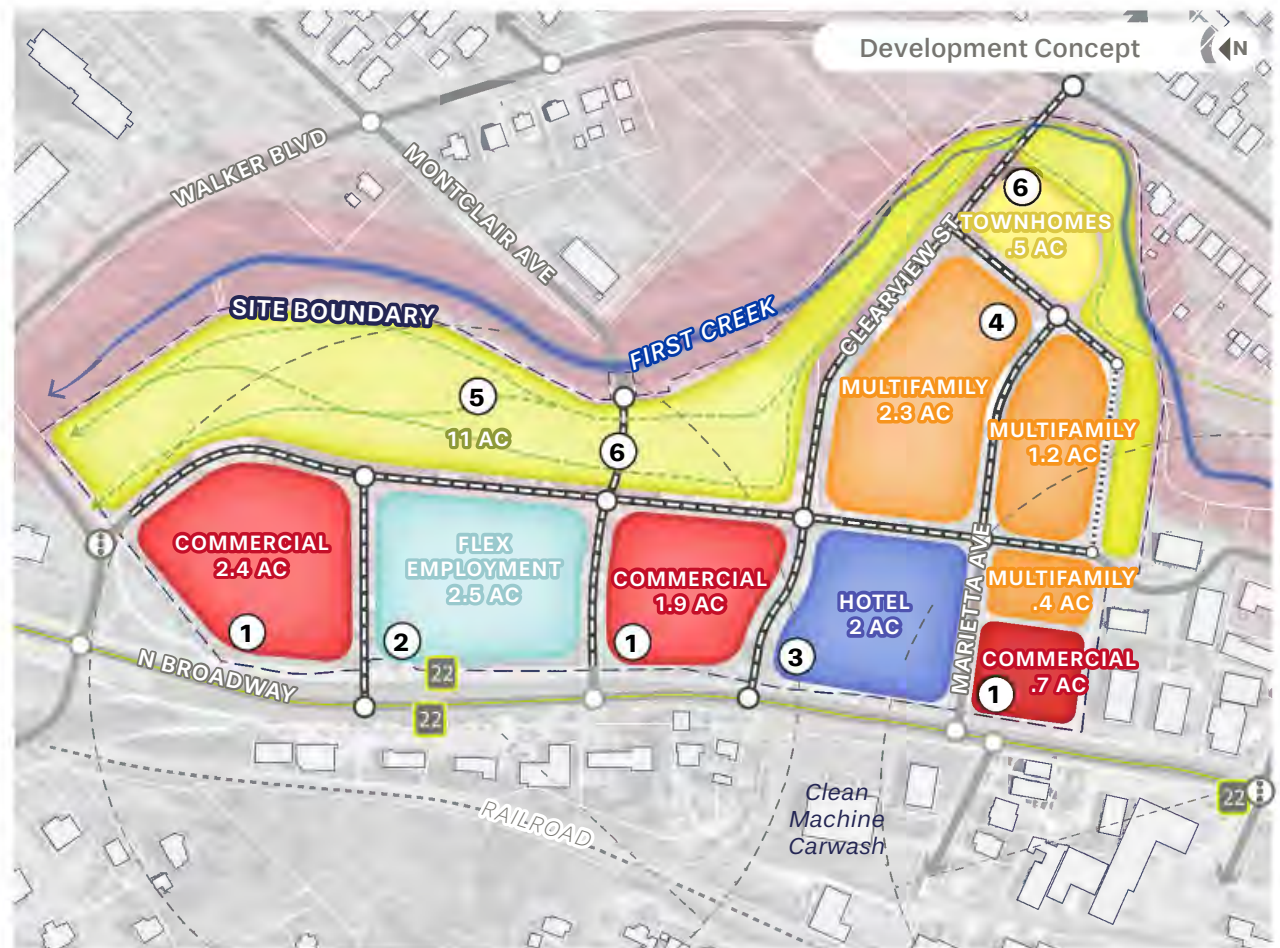 Development Concept
N
WALKER BLVD
MONTCLAIR AVE
6
TOWNHOMES
.5 AC
CLEARVIEW ST
SITE BOUNDARY
FIRST CREEK
4
MULTIFAMILY
2.3 AC
5
11 AC
6
MULTIFAMILY
1.2 AC
COMMERCIAL
2.4 AC
1
FLEX
EMPLOYMENT
2.5 AC
2
COMMERCIAL
1.9 AC
1
HOTEL
2 AC
3
MARIETTA AVE
MULTIFAMILY
.4 AC
COMMERCIAL
.7 AC
1
N BROADWAY
22
22
22
RAILROAD
Clean
Machine
Carwash